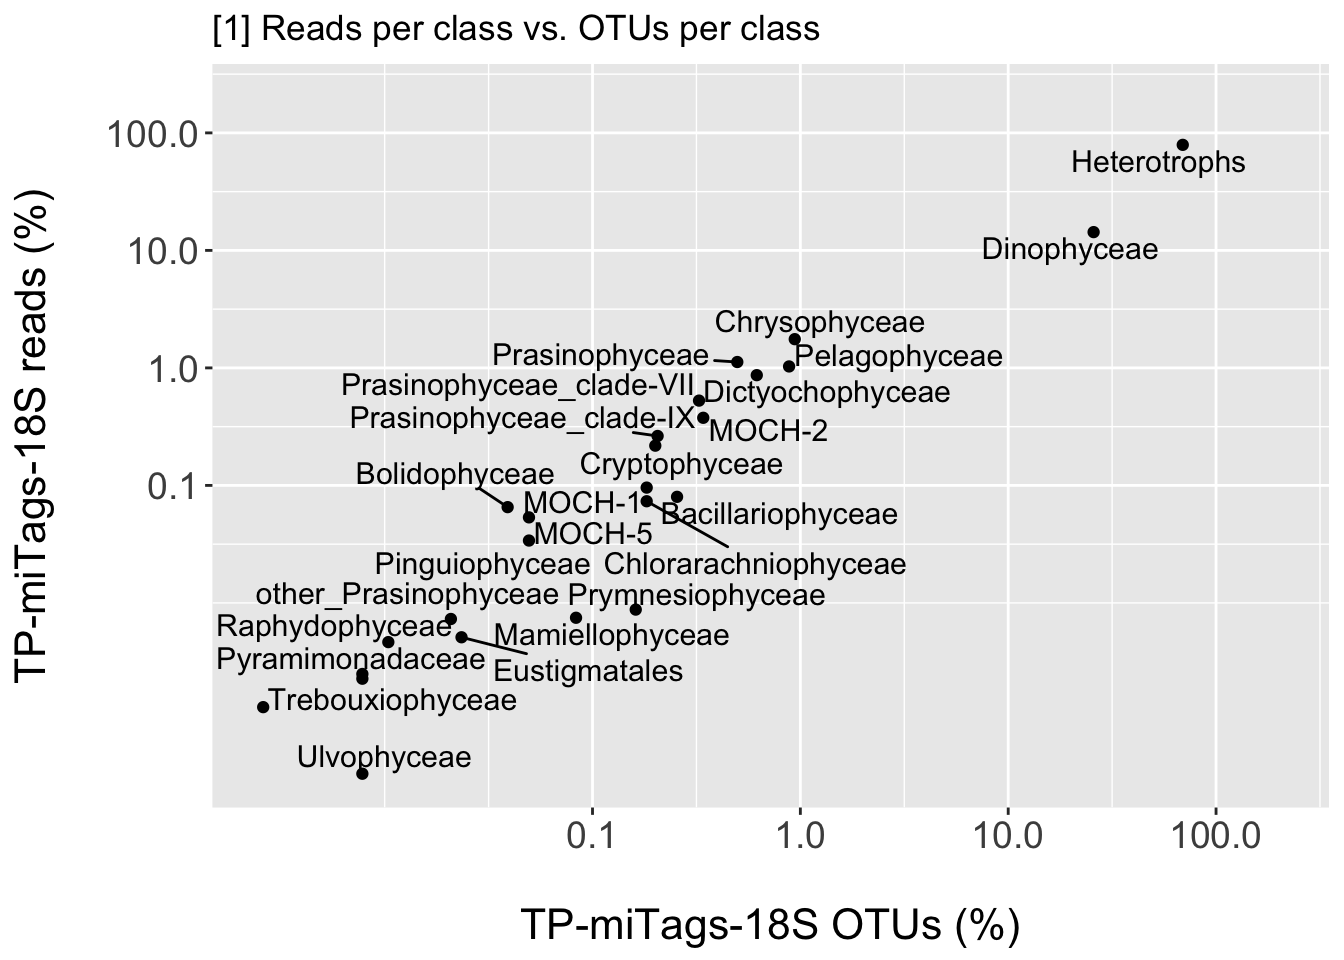 [1] Reads per class vs. OTUs per class
100.0
Heterotrophs
10.0
Dinophyceae
Chrysophyceae
Prasinophyceae
Pelagophyceae
1.0
Prasinophyceae_clade-VII
Dictyochophyceae
Prasinophyceae_clade-IX
MOCH-2
Cryptophyceae
Bolidophyceae
0.1
MOCH-1
Bacillariophyceae
MOCH-5
Pinguiophyceae
Chlorarachniophyceae
other_Prasinophyceae
Prymnesiophyceae
Raphydophyceae
Mamiellophyceae
Pyramimonadaceae
Eustigmatales
Trebouxiophyceae
Ulvophyceae
TP-miTags-18S reads (%)
0.1
1.0
10.0
100.0
TP-miTags-18S OTUs (%)